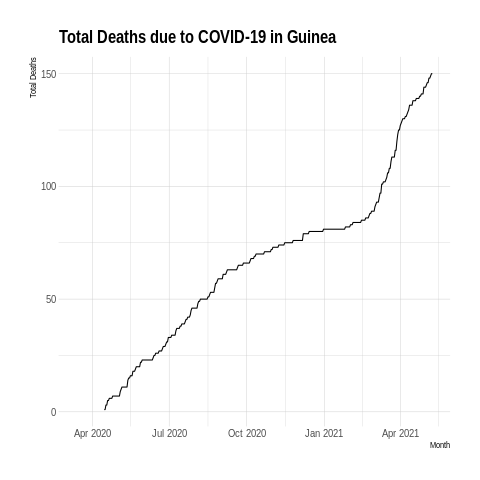 Total Deaths due to COVID-19 in Guinea
Total Deaths
150
100
50
0
Apr 2020
Jul 2020
Oct 2020
Jan 2021
Apr 2021
Month